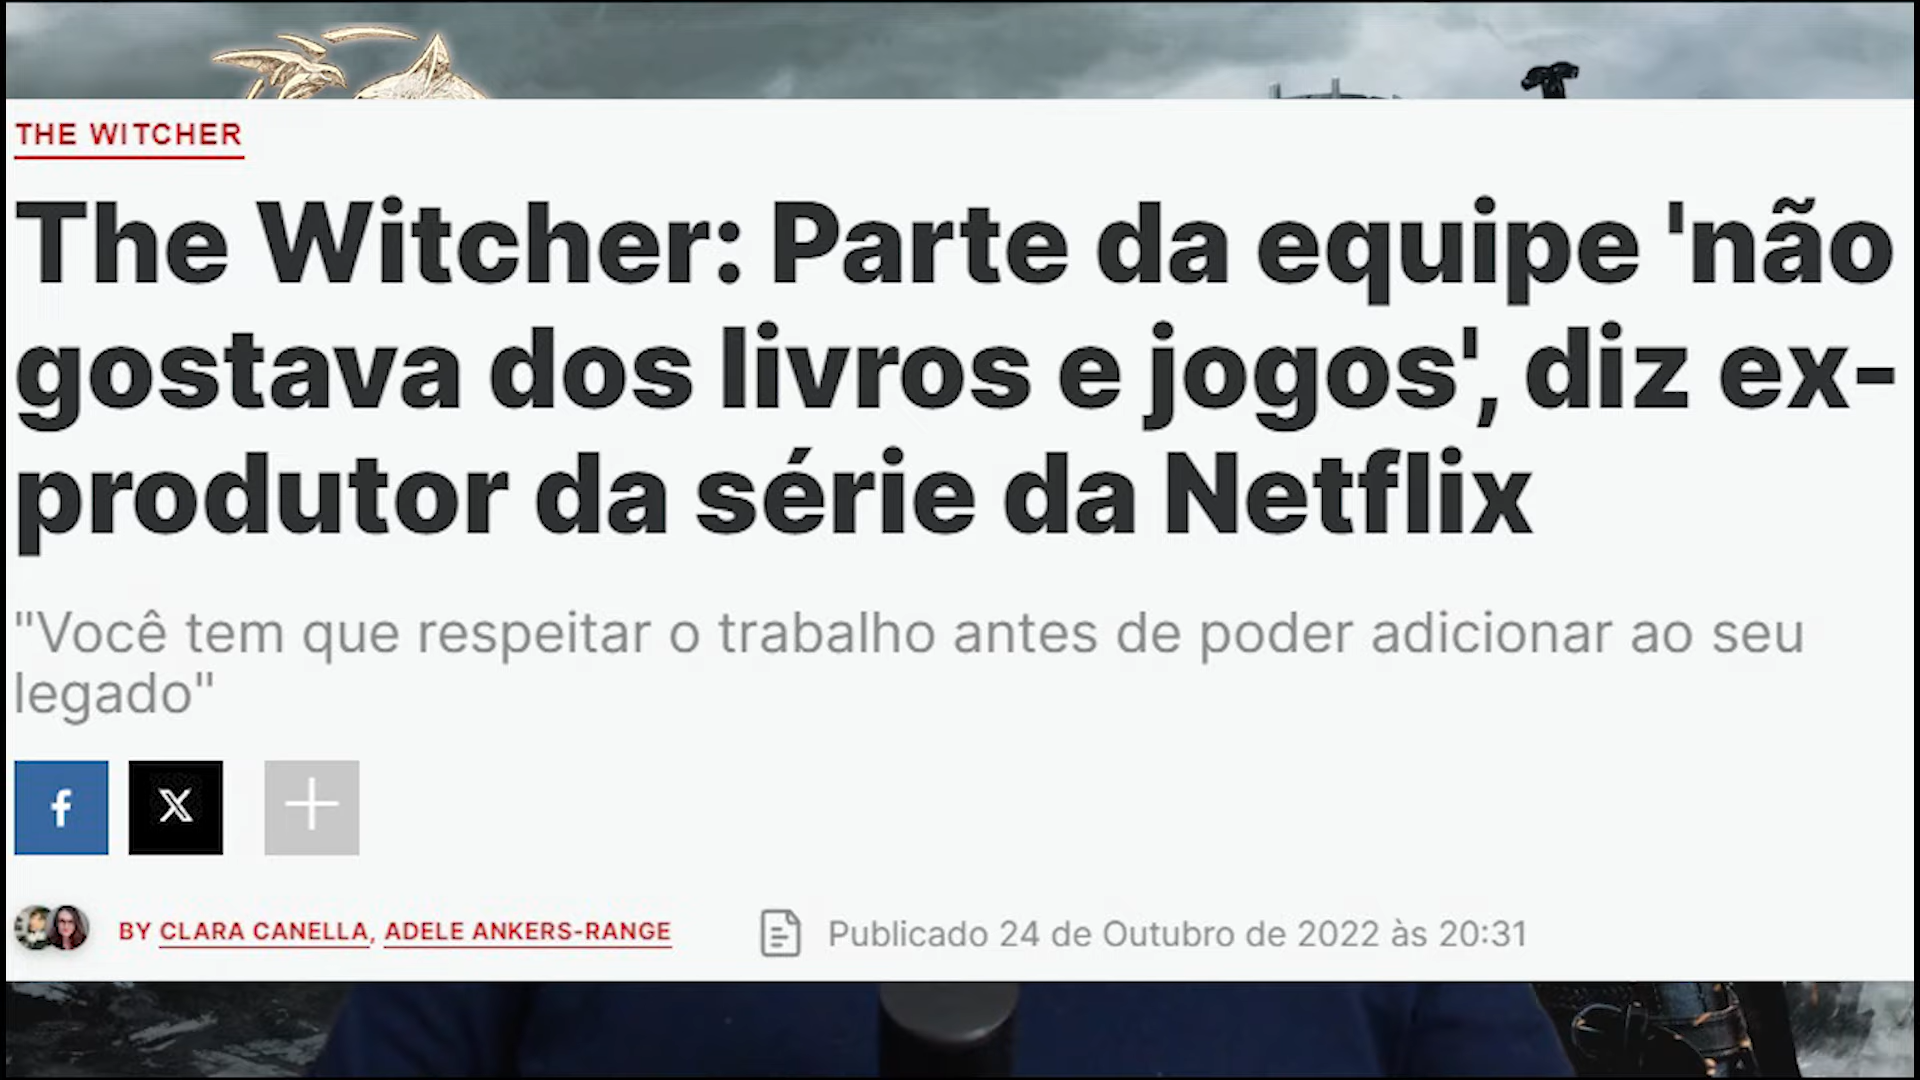 THE WITCHER
The Witcher: Parte da equipe 'não
gostava dos livros e jogos', diz ex-
produtor da série da Netflix
"Você tem que respeitar o trabalho antes de poder adicionar ao seu
legado"
BY CLARA CANELLA, ADELE ANKERS-RANGE
Publicado 24 de Outubro de 2022 às 20:31